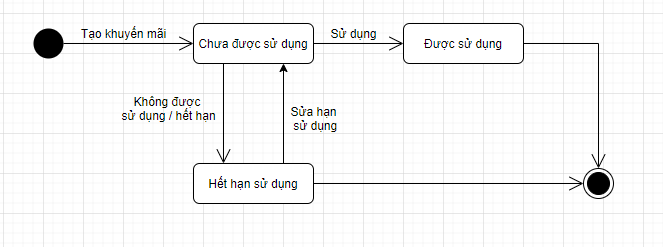 Tạo khuyến mãi
Chưa được sử dụng
Sử dụng
Được sử dụng
Không được
sử dụng / hết hạn
Sửa hạn
sử dụng
Hết hạn sử dụng